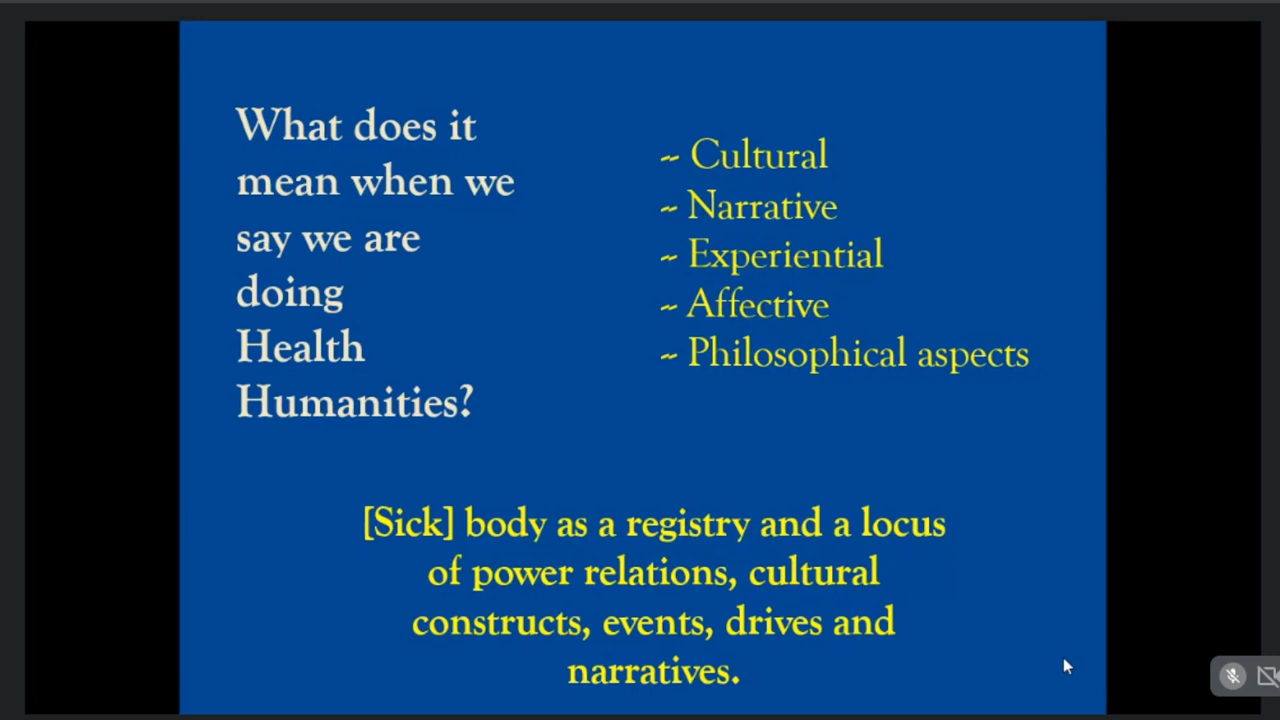 What does it
mean when we
say we are
doing
Health
Humanities?
~ Cultural
~ Narrative
~ Experiential
~ Affective
~ Philosophical aspects
[Sick] body as a registry and a locus
of power relations, cultural
constructs, events, drives and
narratives.